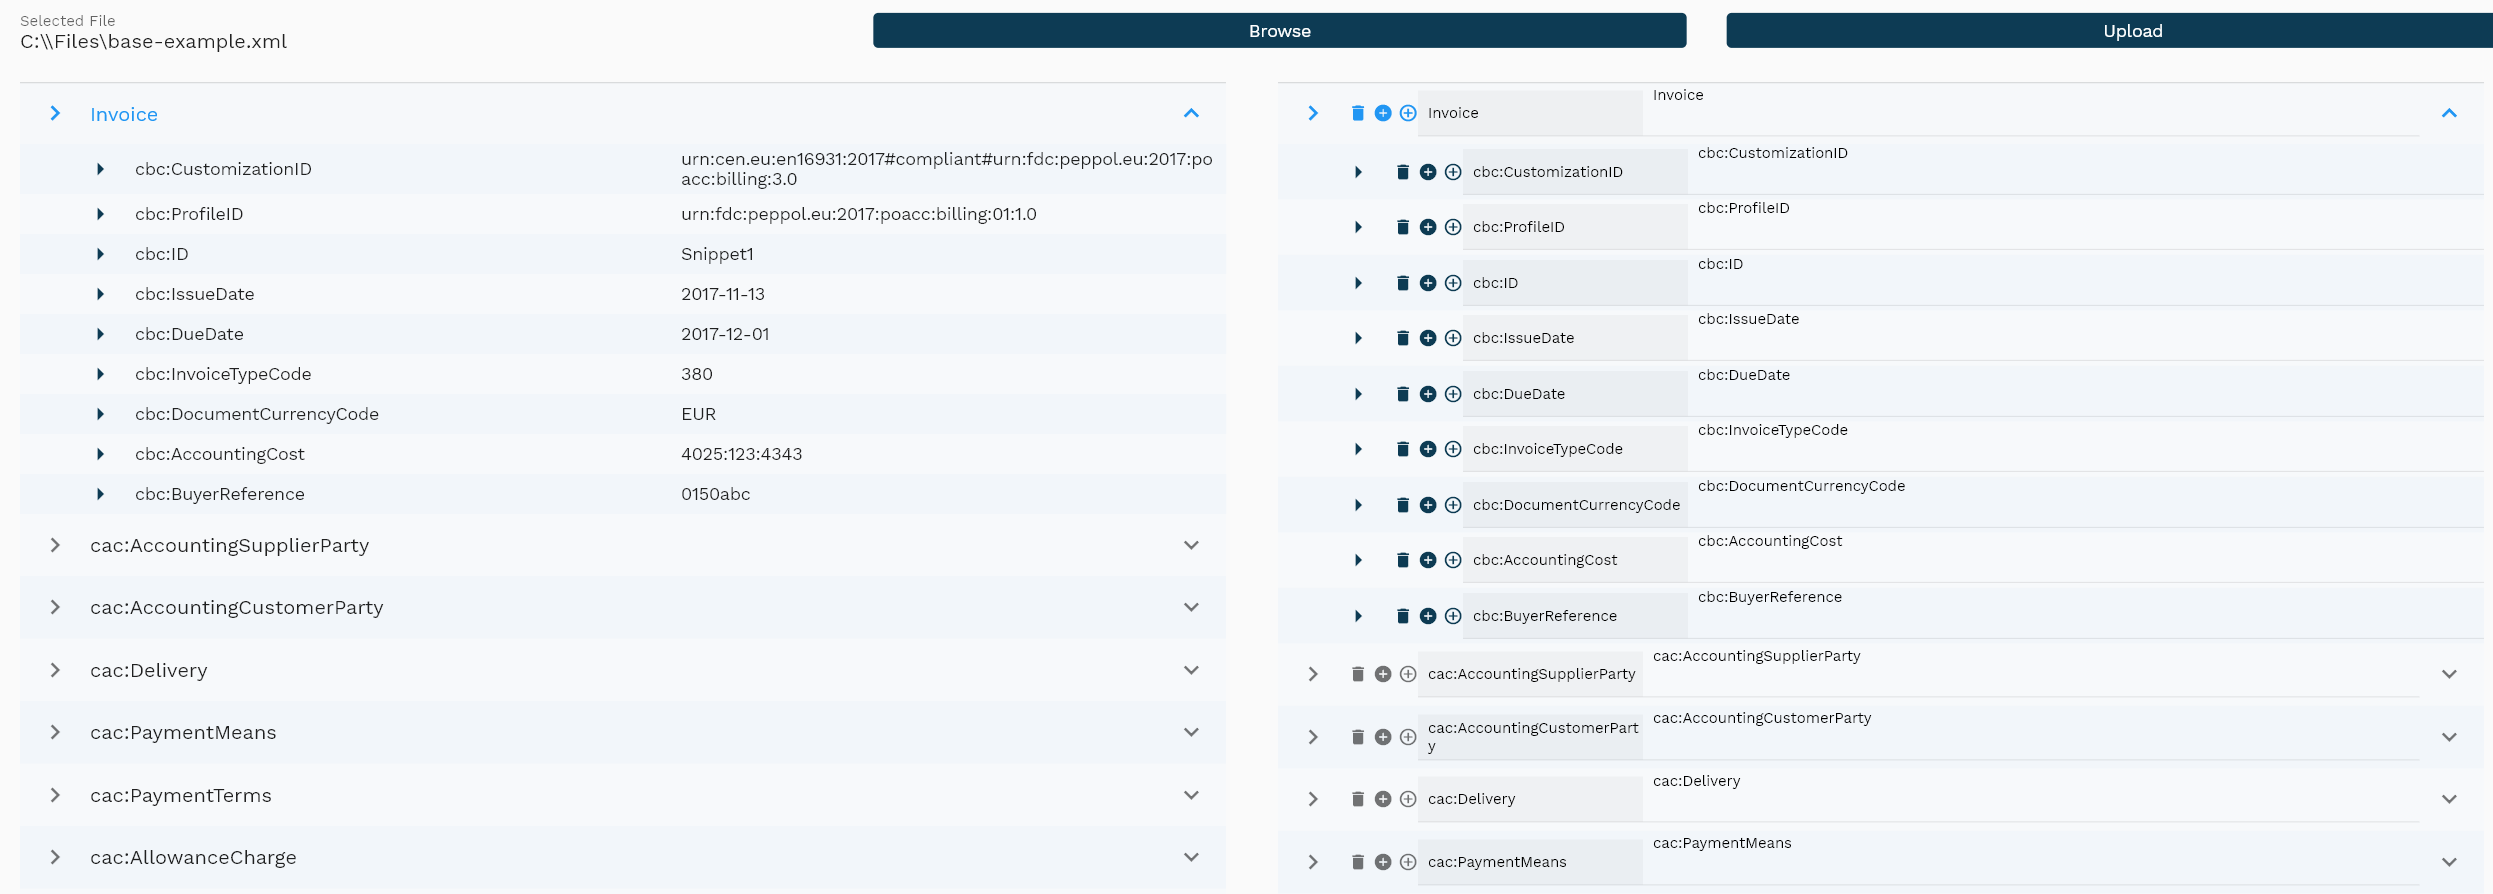 Selected File
C:\\Files\base-example.xml
Browse
Upload
Invoice
cbc:CustomizationID
urn:cen.eu:en16931:2017#compliant#urn:fdc:peppol.eu:2017:po
acc:billing:3.0
cbc:ProfileID
urn:fdc:peppol.eu:2017:poacc:billing:01:1.0
cbc:ID
Snippet1
cbc:IssueDate
2017-11-13
cbc:DueDate
2017-12-01
cbc:InvoiceTypeCode
380
cbc:DocumentCurrencyCode
EUR
cbc:AccountingCost
4025:123:4343
cbc:BuyerReference
0150abc
cac:AccountingSupplierParty
cac:AccountingCustomerParty
cac:Delivery
cac:PaymentMeans
cac:PaymentTerms
cac:AllowanceCharge
Invoice
Invoice
cbc:CustomizationID
cbc:CustomizationID
cbc:ProfileID
cbc:ProfileID
cbc:ID
cbc:ID
cbc:IssueDate
cbc:IssueDate
cbc:DueDate
cbc:DueDate
cbc:InvoiceTypeCode
cbc:InvoiceTypeCode
cbc:DocumentCurrencyCode
cbc:DocumentCurrencyCode
cbc:AccountingCost
cbc:AccountingCost
cbc:BuyerReference
cbc:BuyerReference
cac:AccountingSupplierParty
cac:AccountingSupplierParty
cac:AccountingCustomerPart
y
cac:AccountingCustomerParty
cac:Delivery
cac:Delivery
cac:PaymentMeans
cac:PaymentMeans